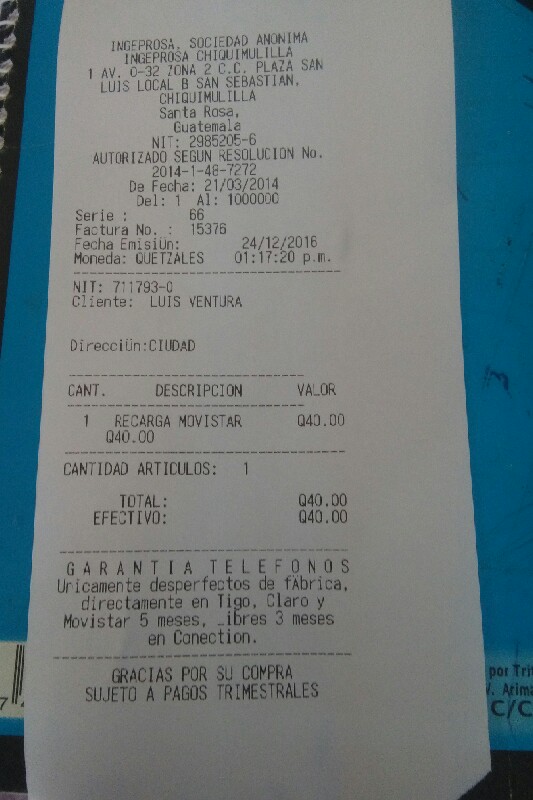 INGEPROSA, SOCIEDAD ANONIMA
INGEPROSA CHIQUIMULILLA
1 AV. 0-32 ZONA 2 C.C. PLAZA SAN
LUIS LOCAL B SAN SEBASTIAN,
CHIQUIMULILLA
Santa Rosa,
Guatemala
NIT: 2985205-6
AUTORIZADO SEGUN RESOLUCION No.
2014-1-48-7272
De Fecha: 21/03/2014
Del: 1 Al: 1000000
Serie : 66
Factura No. : 15376
Fecha EmisiÜn: 24/12/2016
Moneda: QUETZALES 01:17:20 p.m.
NIT: 711793-0
Cliente: LUIS VENTURA
DirecciÜn:CIUDAD
CANT. DESCRIPCION VALOR
1 RECARGA MOVISTAR Q40.00
Q40.00
CANTIDAD ARTICULOS: 1
TOTAL: Q40.00
EFECTIVO: Q40.00
G A R A N T I A T E L E F O N O S
Unicamente desperfectos de fÁbrica,
directamente en Tigo, Claro y
Movistar 5 meses, Libres 3 meses
en Conection.
GRACIAS POR SU COMPRA
SUJETO A PAGOS TRIMESTRALES
7
por
V.
C/C